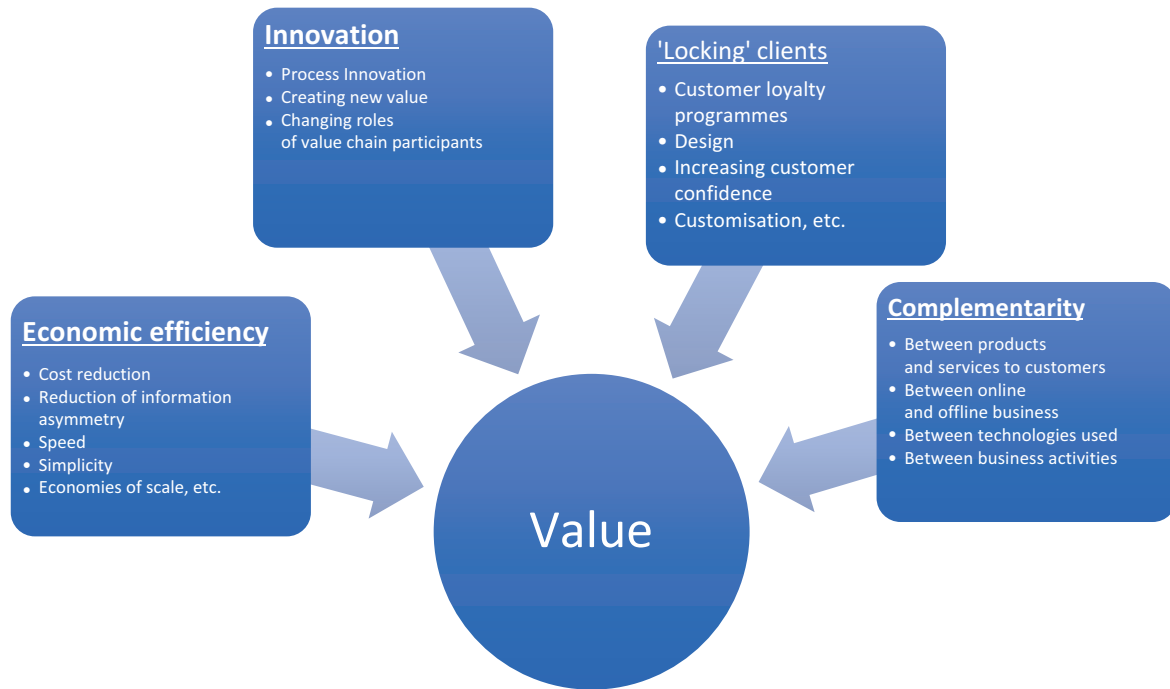 Innovation
• Process Innovation
• Creating new value
• Changing roles
of value chain participants
'Locking' clients
• Customer loyalty
programmes
• Design
• Increasing customer
confidence
• Customisation, etc.
Economic efficiency
• Cost reduction
• Reduction of information
asymmetry
• Speed
• Simplicity
• Economies of scale, etc.
Complementarity
• Between products
and services to customers
• Between online
and offline business
• Between technologies used
• Between business activities
Value